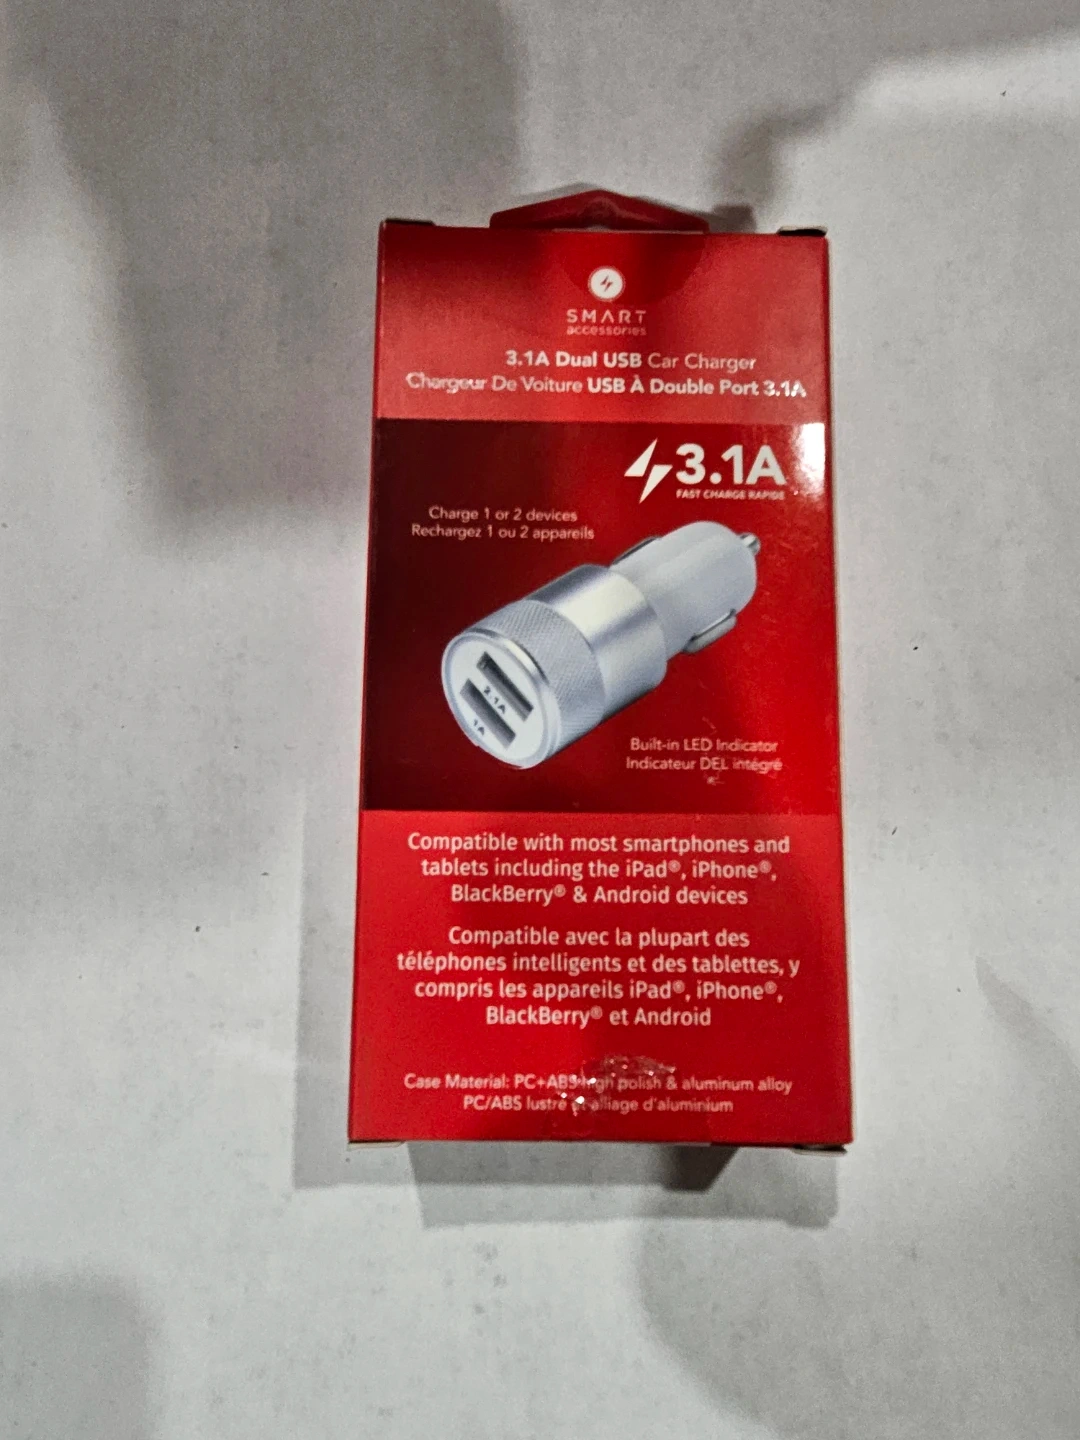 SMART
accessories
3.1A Dual USB Car Charger
Chargeur De Voiture USB À Double Port 3.1A
3.1A
FAST CHARGE RAPIDE
Charge 1 or 2 devices
Rechargez 1 ou 2 appareils
2.1A
1A
Built-in LED Indicator
Indicateur DEL intégré
Compatible with most smartphones and
tablets including the iPad®, iPhone®,
BlackBerry® & Android devices
Compatible avec la plupart des
téléphones intelligents et des tablettes, y
compris les appareils iPad®, iPhone®,
BlackBerry® et Android
Case Material: PC+ABS high polish & aluminum alloy
PC/ABS lustré et alliage d'aluminium